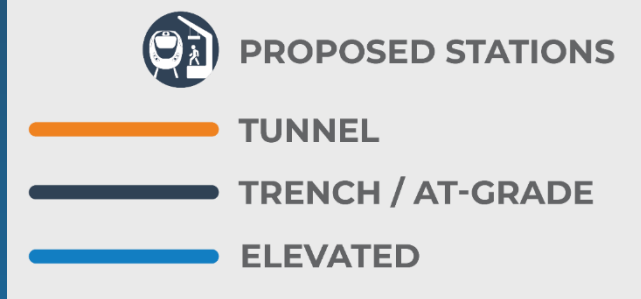 PROPOSED STATIONS
TUNNEL
TRENCH / AT-GRADE
ELEVATED